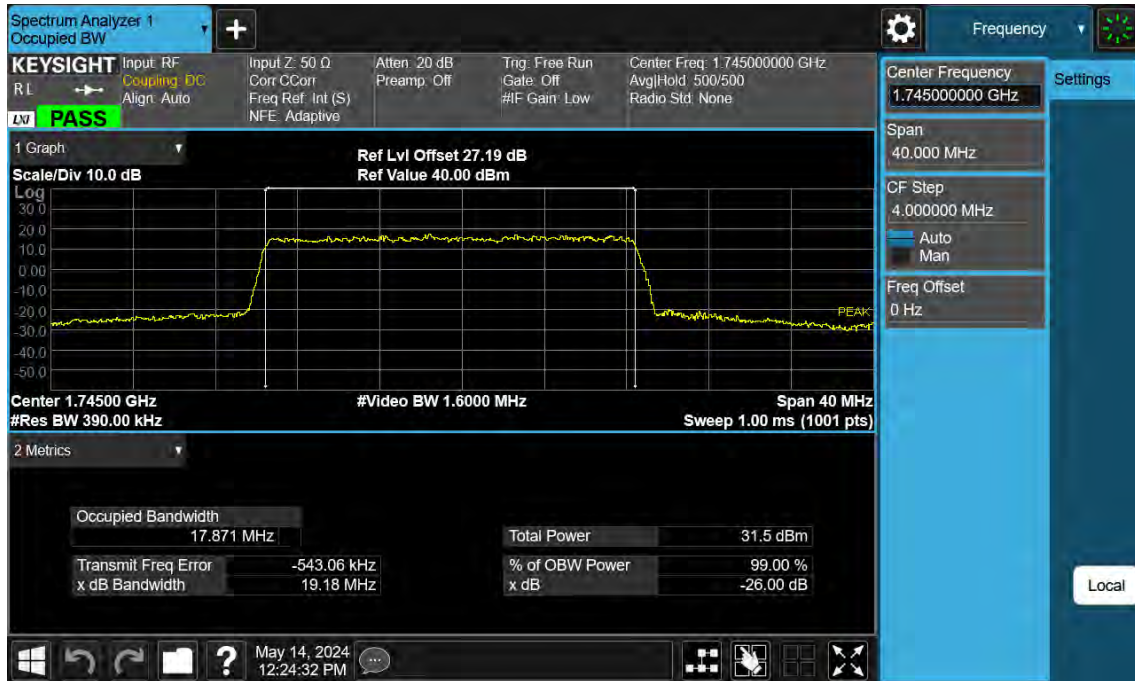 Spectrum Analyzer 1
Occupied BW
+
Frequency
KEYSIGHT
RL
LXI PASS
Input: RF
Coupling: DC
Align: Auto
Input Z: 50 Ω
Corr CCorr
Freq Ref: Int (S)
NFE: Adaptive
Atten: 20 dB
Preamp: Off
Trig: Free Run
Gate: Off
#IF Gain: Low
Center Freq: 1.745000000 GHz
Avg|Hold: 500/500
Radio Std: None
Center Frequency
1.745000000 GHz
Settings
Span
40.000 MHz
CF Step
4.000000 MHz
Auto
Man
Freq Offset
0 Hz
Local
1 Graph
Scale/Div 10.0 dB
Ref Lvl Offset 27.19 dB
Ref Value 40.00 dBm
Log
30.0
20.0
10.0
0.00
-10.0
-20.0
-30.0
-40.0
-50.0
PEAK
Center 1.74500 GHz
#Video BW 1.6000 MHz
Span 40 MHz
#Res BW 390.00 kHz
Sweep 1.00 ms (1001 pts)
2 Metrics
Occupied Bandwidth
17.871 MHz
Total Power 31.5 dBm
Transmit Freq Error -543.06 kHz
% of OBW Power 99.00 %
x dB Bandwidth 19.18 MHz
x dB -26.00 dB
?
May 14, 2024
12:24:32 PM